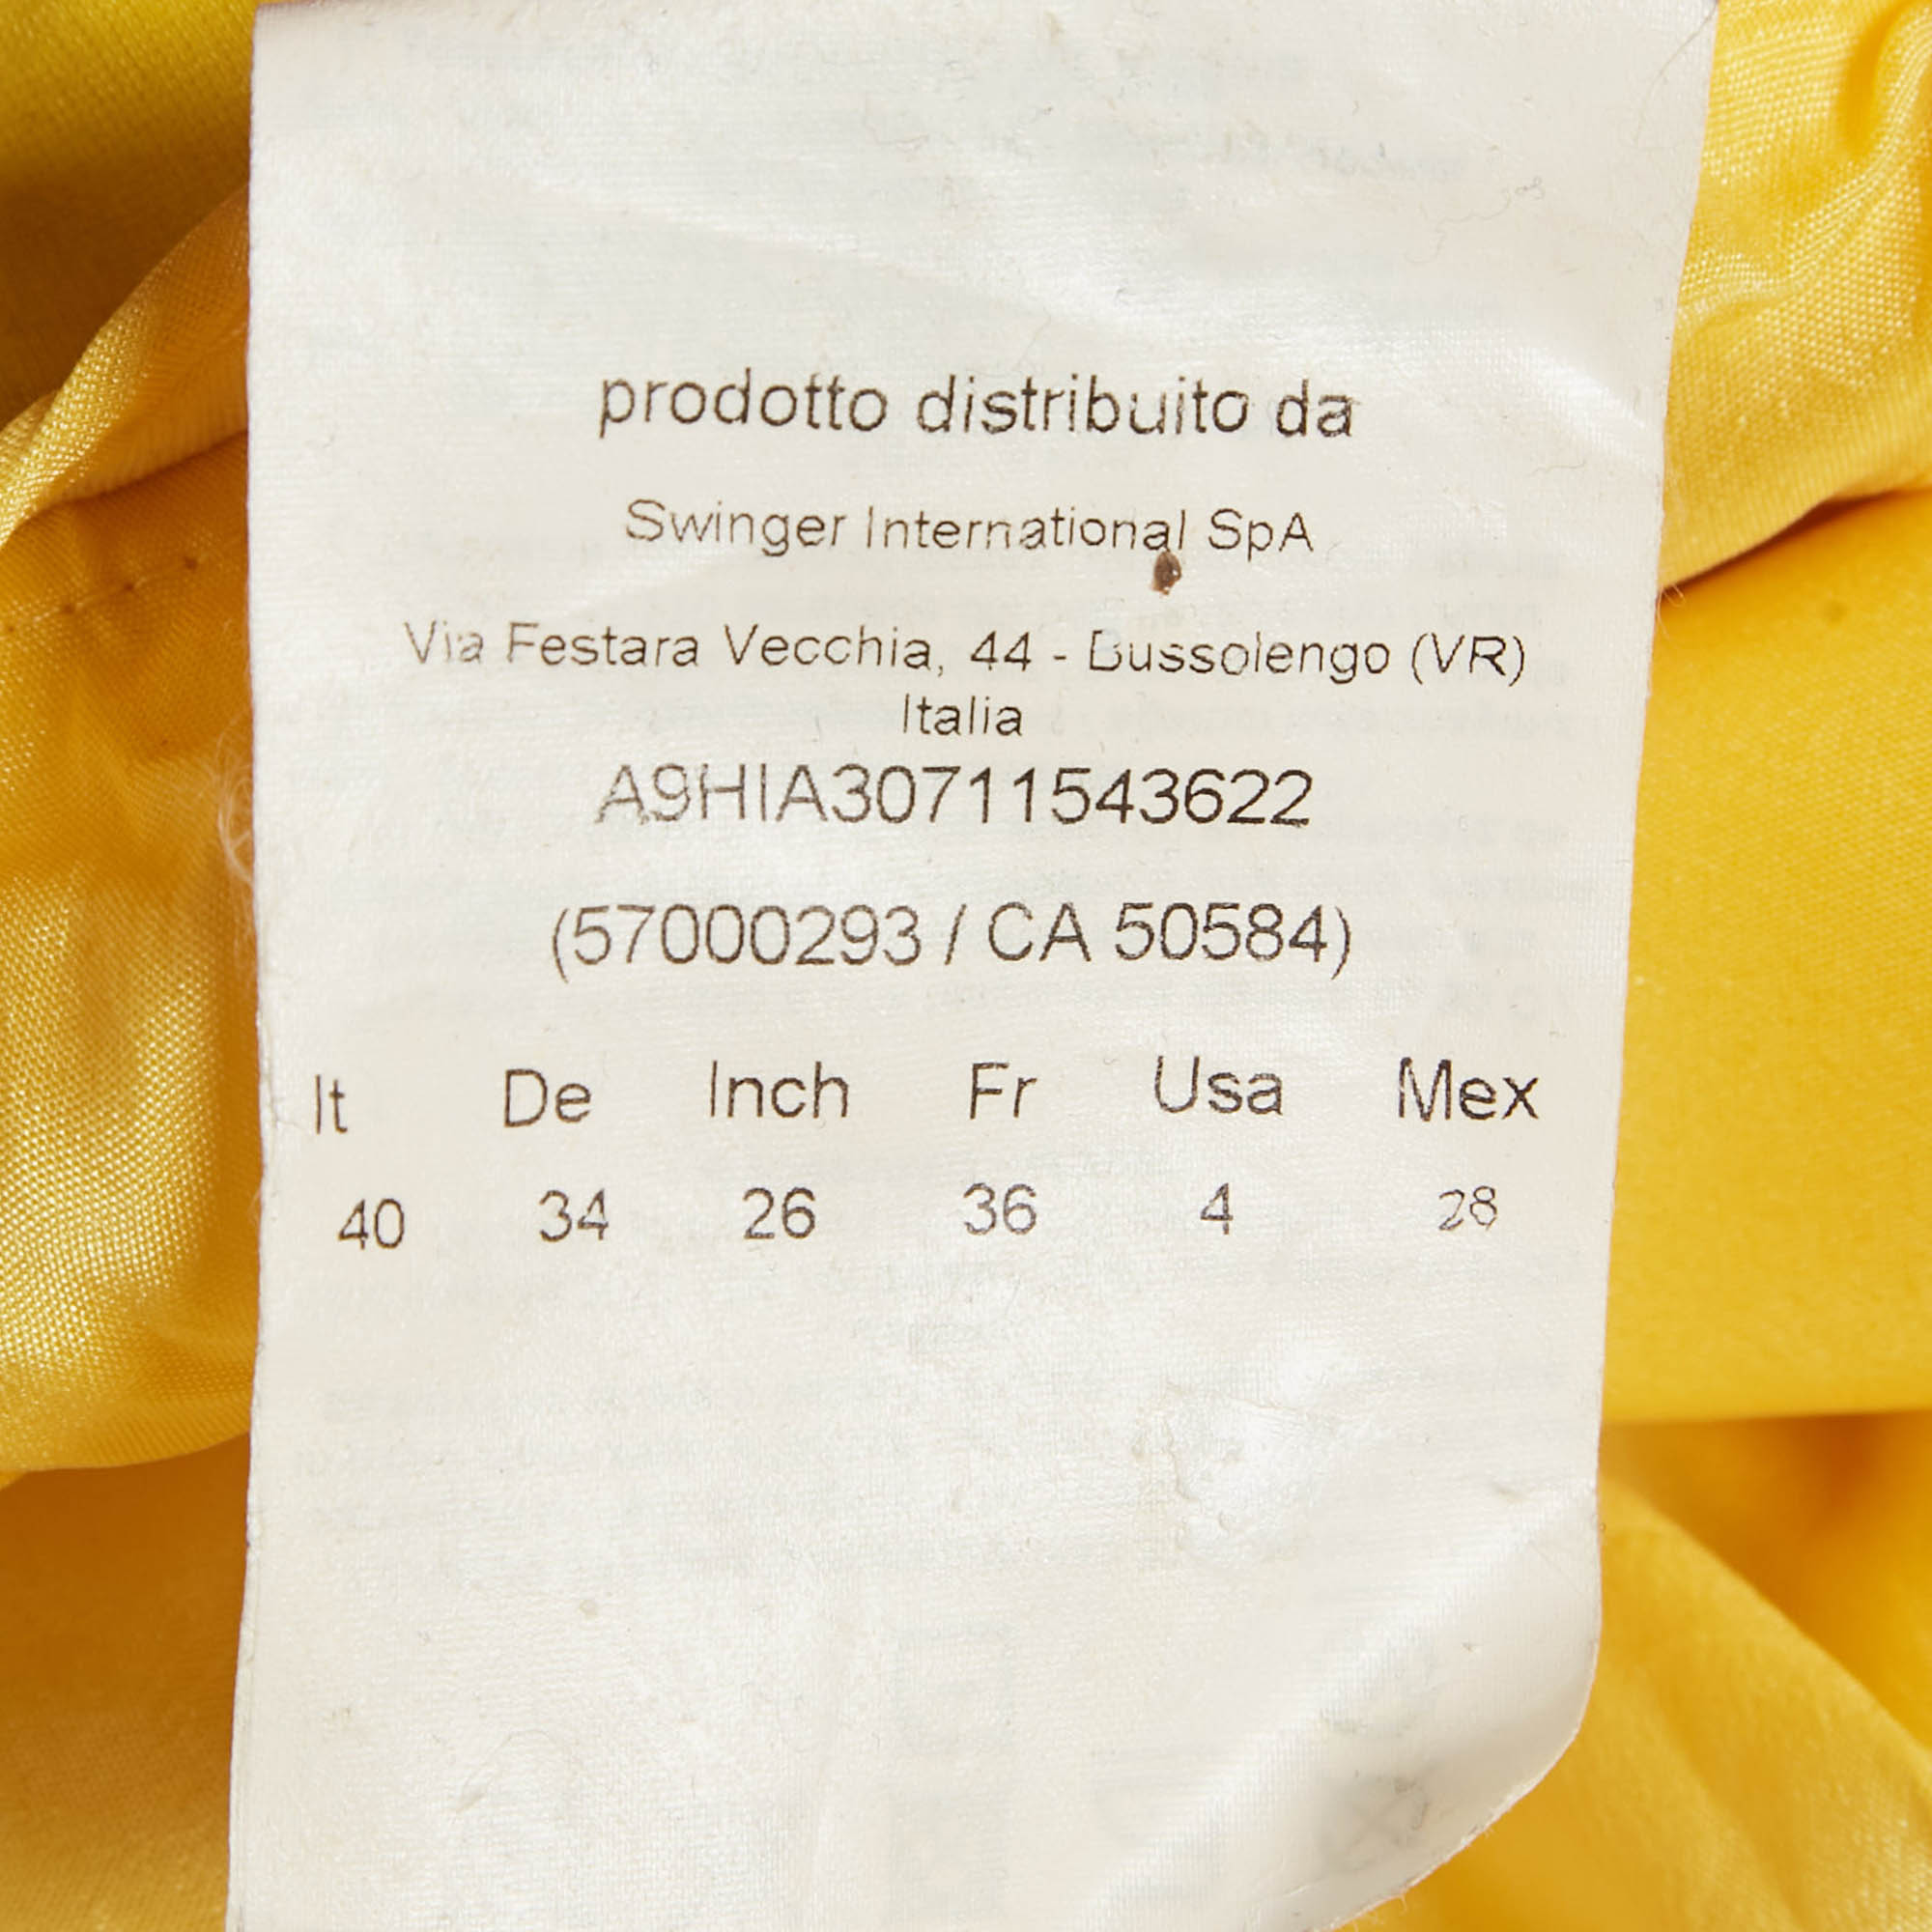 prodotto distribuito da
Swinger International SpA
Via Festara Vecchia, 44 - Bussolengo (VR)
Italia
A9HIA30711543622
(57000293 / CA 50584)
It De Inch Fr Usa Mex
40 34 26 36 4 28